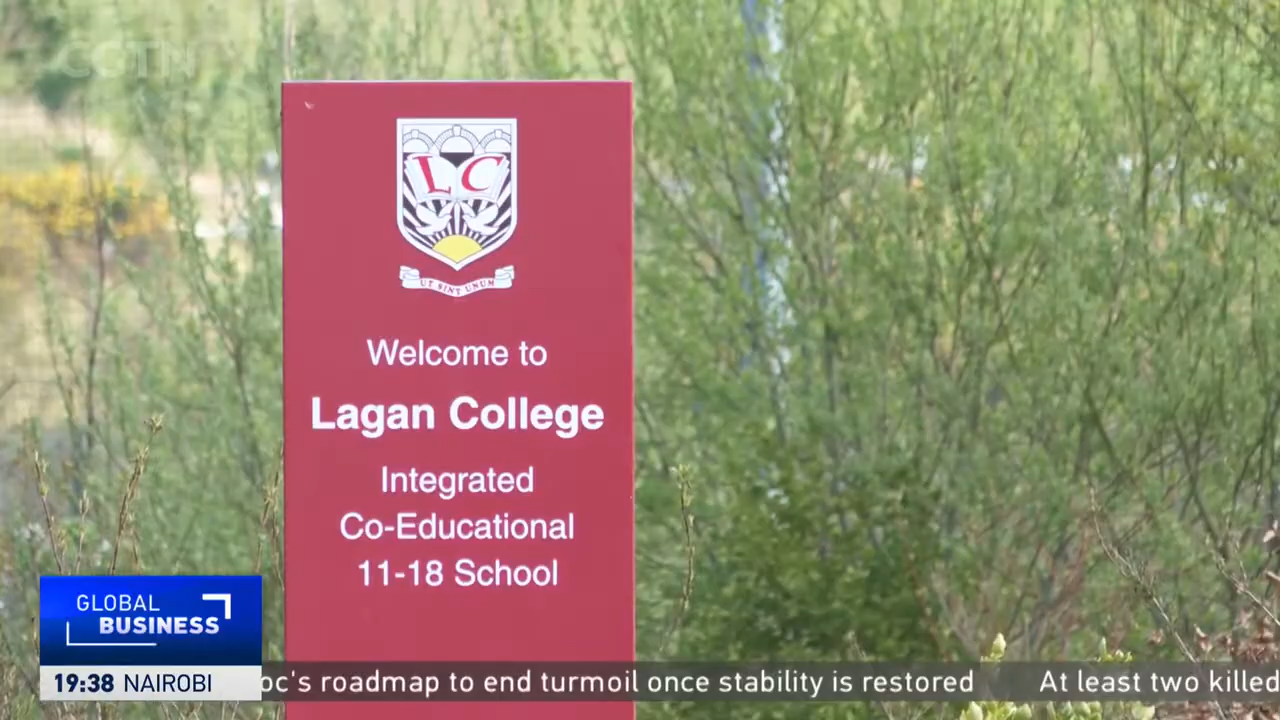 CGTN
L C
UT SINT UNUM
Welcome to
Lagan College
Integrated
Co-Educational
11-18 School
GLOBAL
BUSINESS
19:38 NAIROBI
oc's roadmap to end turmoil once stability is restored At least two killed